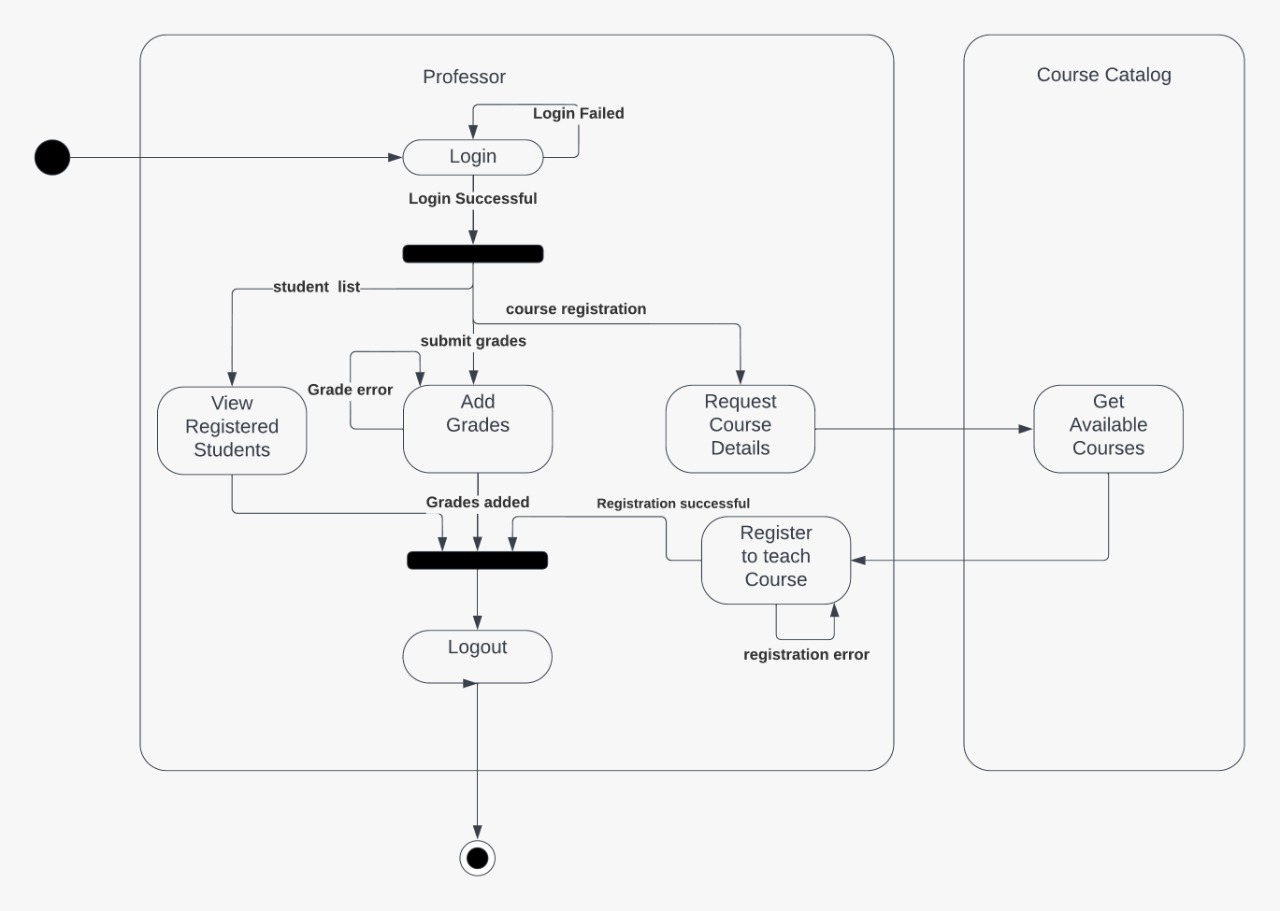 Professor
Course Catalog
Login Failed
Login
Login Successful
student list
course registration
submit grades
Grade error
View
Registered
Students
Add
Grades
Request
Course
Details
Get
Available
Courses
Grades added
Registration successful
Register
to teach
Course
Logout
registration error